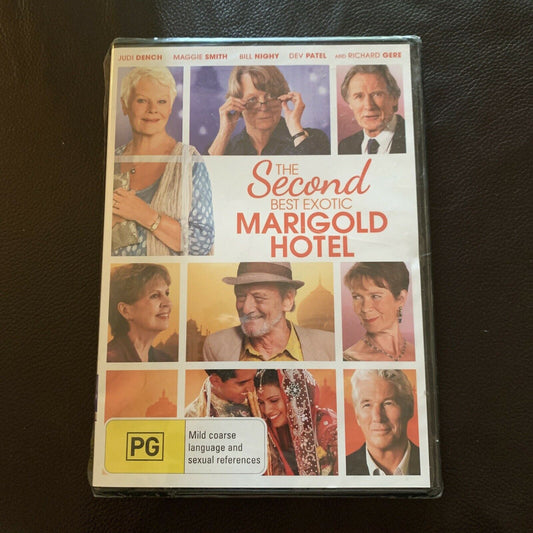 JUDI DENCH MAGGIE SMITH BILL NIGHY DEV PATEL AND RICHARD GERE
THE
Second
BEST EXOTIC
MARIGOLD
HOTEL
PG
Mild coarse
language and
sexual references